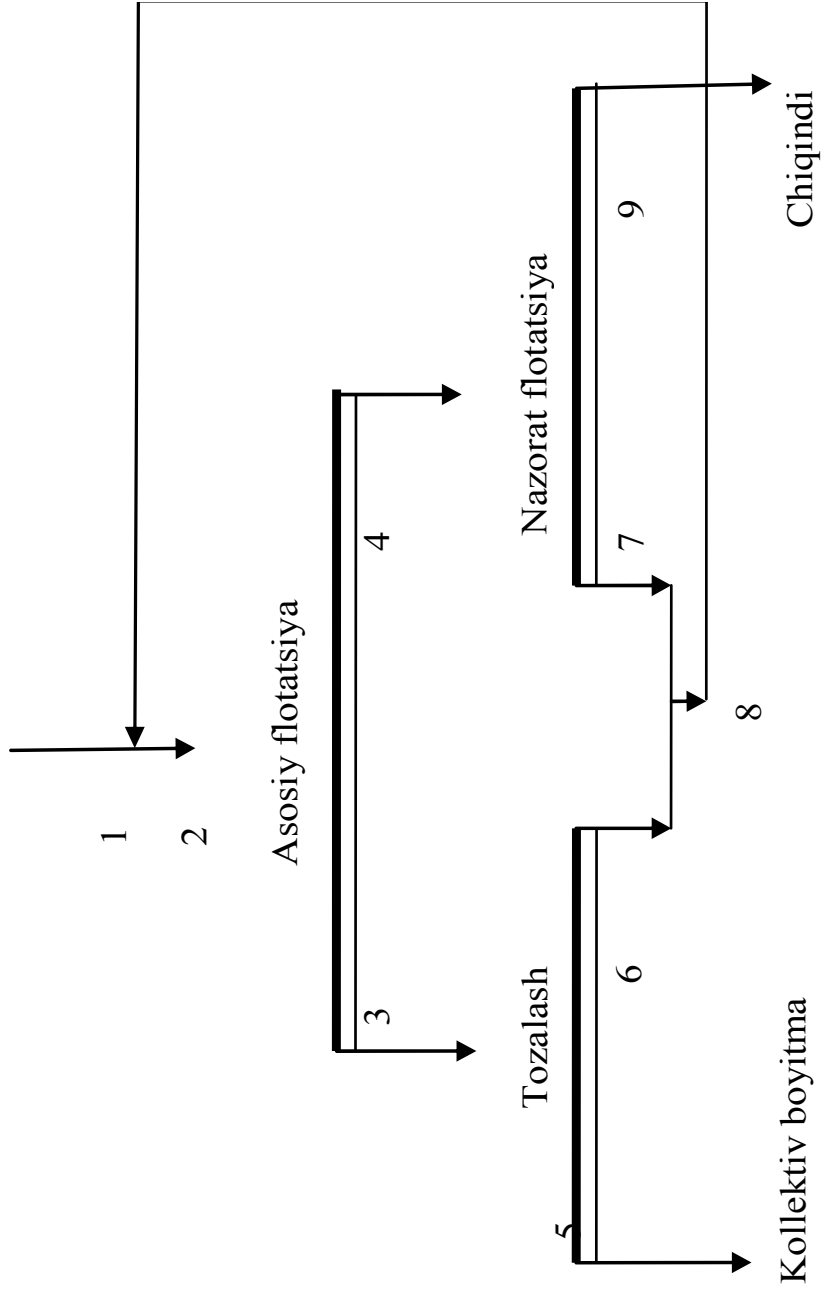 1
2
Asosiy flotatsiya
3
4
Tozalash
Nazorat flotatsiya
5
6
7
9
8
Kollektiv boyitma
Chiqindi